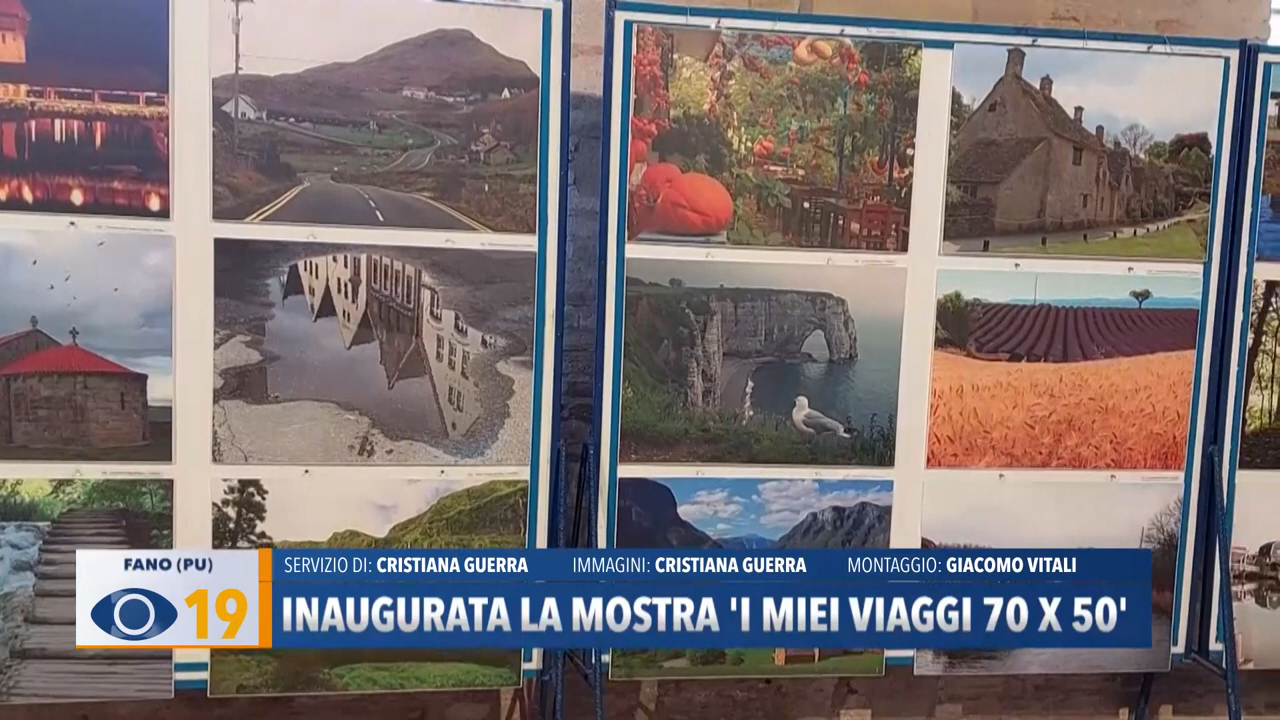 FANO (PU)
19
SERVIZIO DI: CRISTIANA GUERRA IMMAGINI: CRISTIANA GUERRA MONTAGGIO: GIACOMO VITALI
INAUGURATA LA MOSTRA 'I MIEI VIAGGI 70 X 50'